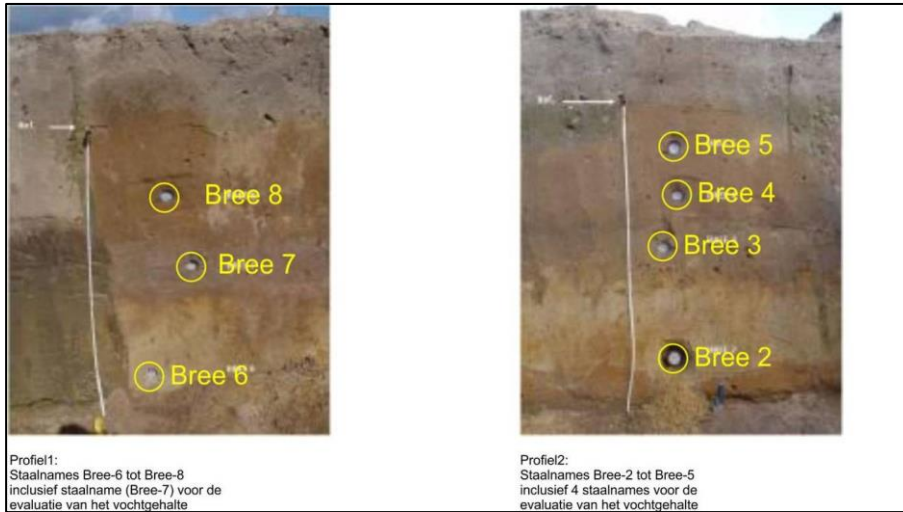 Bree 8
Bree 7
Bree 6
Profiel1:
Staalnames Bree-6 tot Bree-8
inclusief staalname (Bree-7) voor de
evaluatie van het vochtgehalte
Bree 5
Bree 4
Bree 3
Bree 2
Profiel2:
Staalnames Bree-2 tot Bree-5
inclusief 4 staalnames voor de
evaluatie van het vochtgehalte